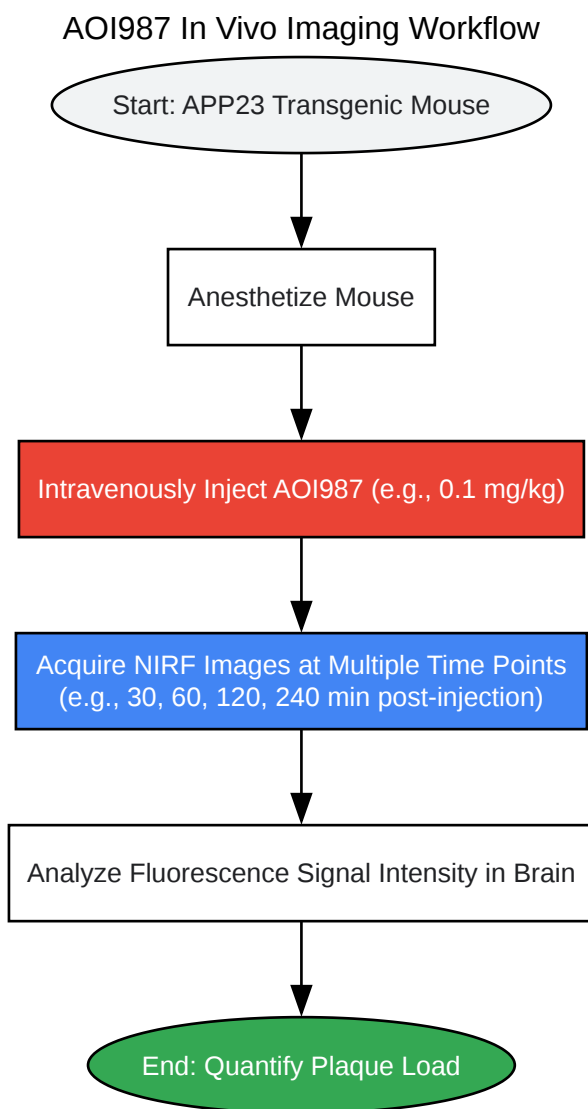 AOI987 In Vivo Imaging Workflow
Start: APP23 Transgenic Mouse
Anesthetize Mouse
Intravenously Inject AOI987 (e.g., 0.1 mg/kg)
Acquire NIRF Images at Multiple Time Points
(e.g., 30, 60, 120, 240 min post-injection)
Analyze Fluorescence Signal Intensity in Brain
End: Quantify Plaque Load